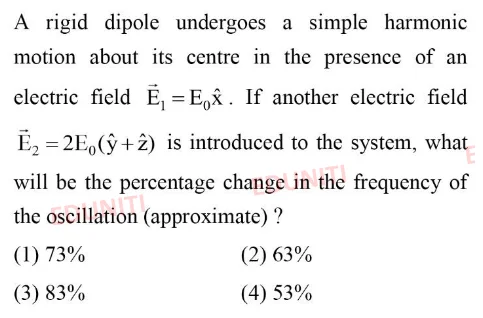 A rigid dipole undergoes a simple harmonic
motion about its centre in the presence of an
electric field E⃗₁ = E₀x̂ . If another electric field
E⃗₂ = 2E₀(ŷ + ẑ) is introduced to the system, what
will be the percentage change in the frequency of
the oscillation (approximate) ?
(1) 73% (2) 63%
(3) 83% (4) 53%
EDUNITI
EDUNITI
E